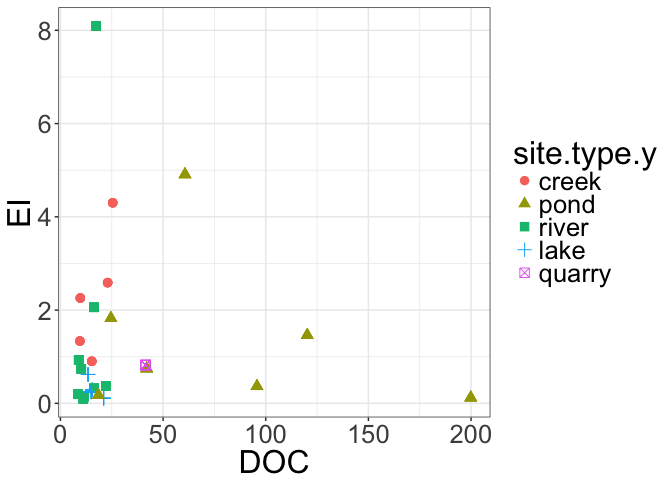 8
6
4
2
0
EI
0
50
100
150
200
DOC
site.type.y
creek
pond
river
lake
quarry